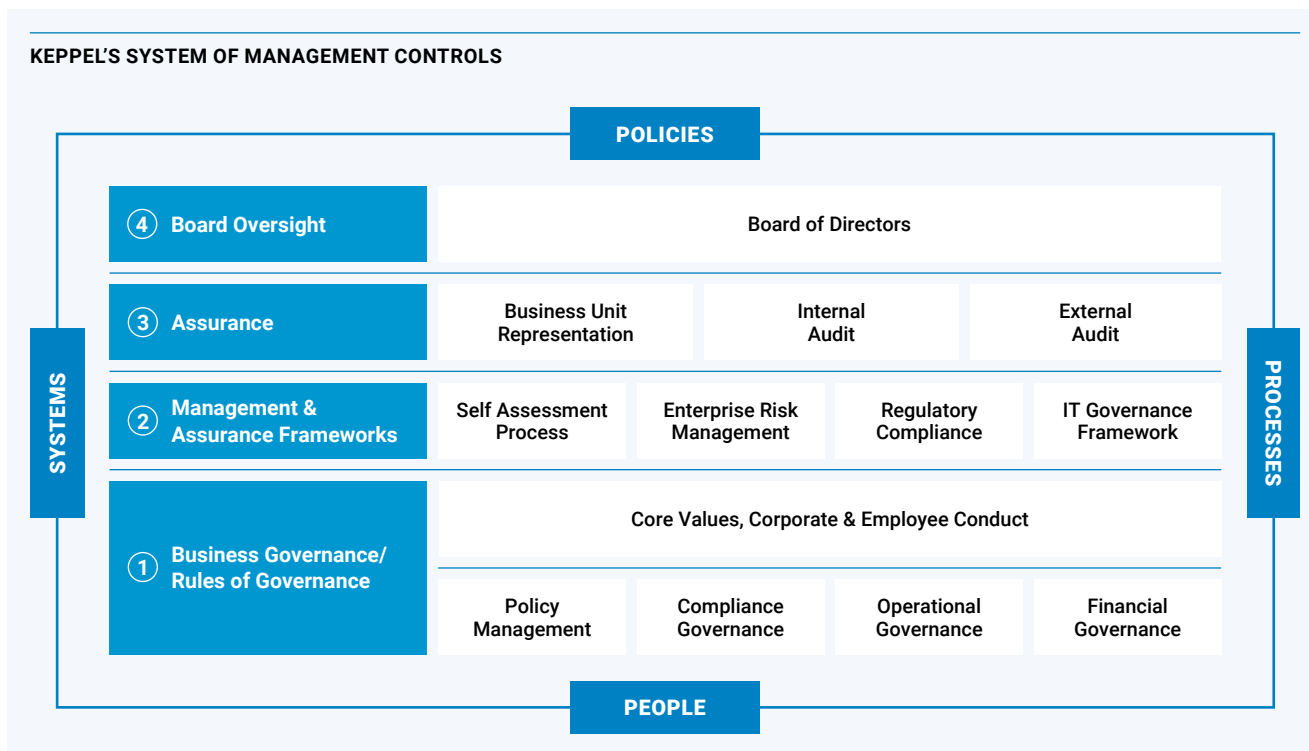 KEPPEL'S SYSTEM OF MANAGEMENT CONTROLS
POLICIES
4 Board Oversight
Board of Directors
3 Assurance
Business Unit
Representation
Internal
Audit
External
Audit
SYSTEMS
PROCESSES
2 Management &
Assurance Frameworks
Self Assessment
Process
Enterprise Risk
Management
Regulatory
Compliance
IT Governance
Framework
1 Business Governance/
Rules of Governance
Core Values, Corporate & Employee Conduct
Policy
Management
Compliance
Governance
Operational
Governance
Financial
Governance
PEOPLE